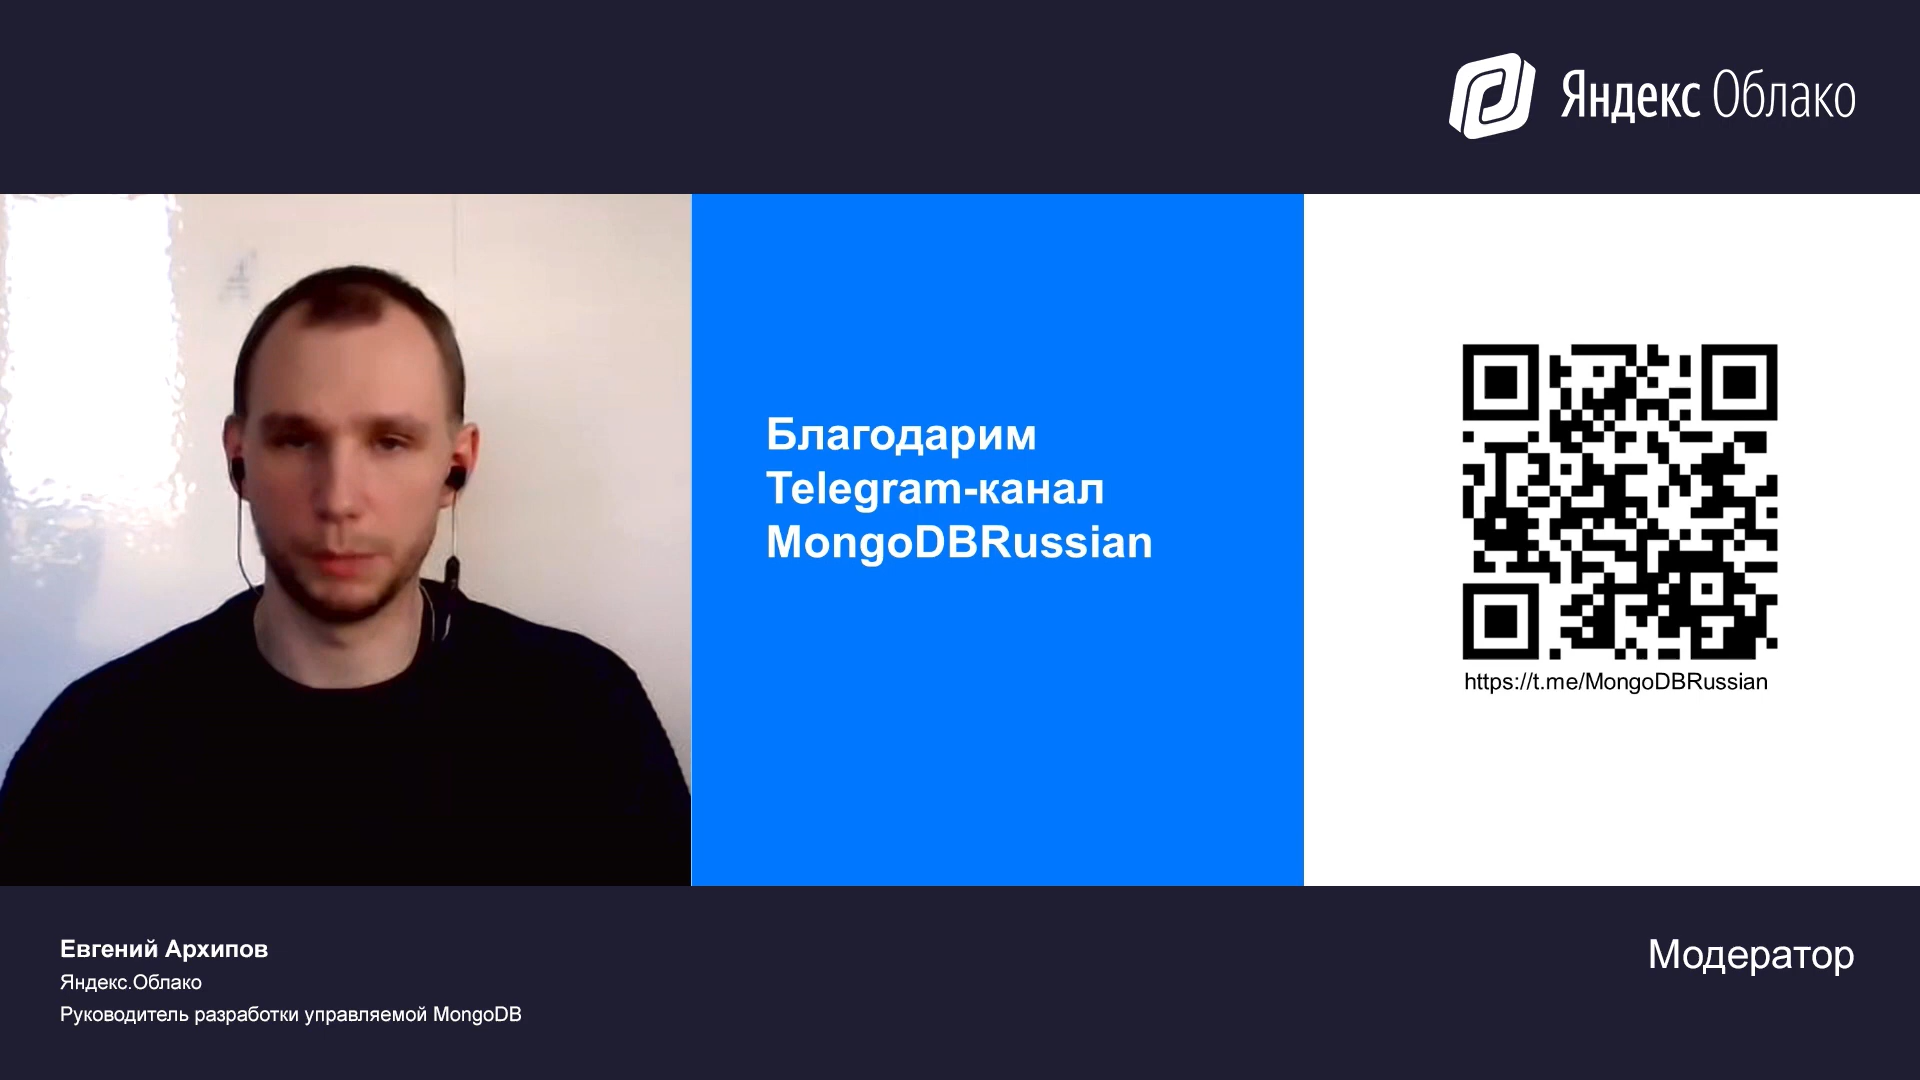 Яндекс Облако
Благодарим
Telegram-канал
MongoDBRussian
https://t.me/MongoDBRussian
Евгений Архипов
Яндекс.Облако
Руководитель разработки управляемой MongoDB
Модератор